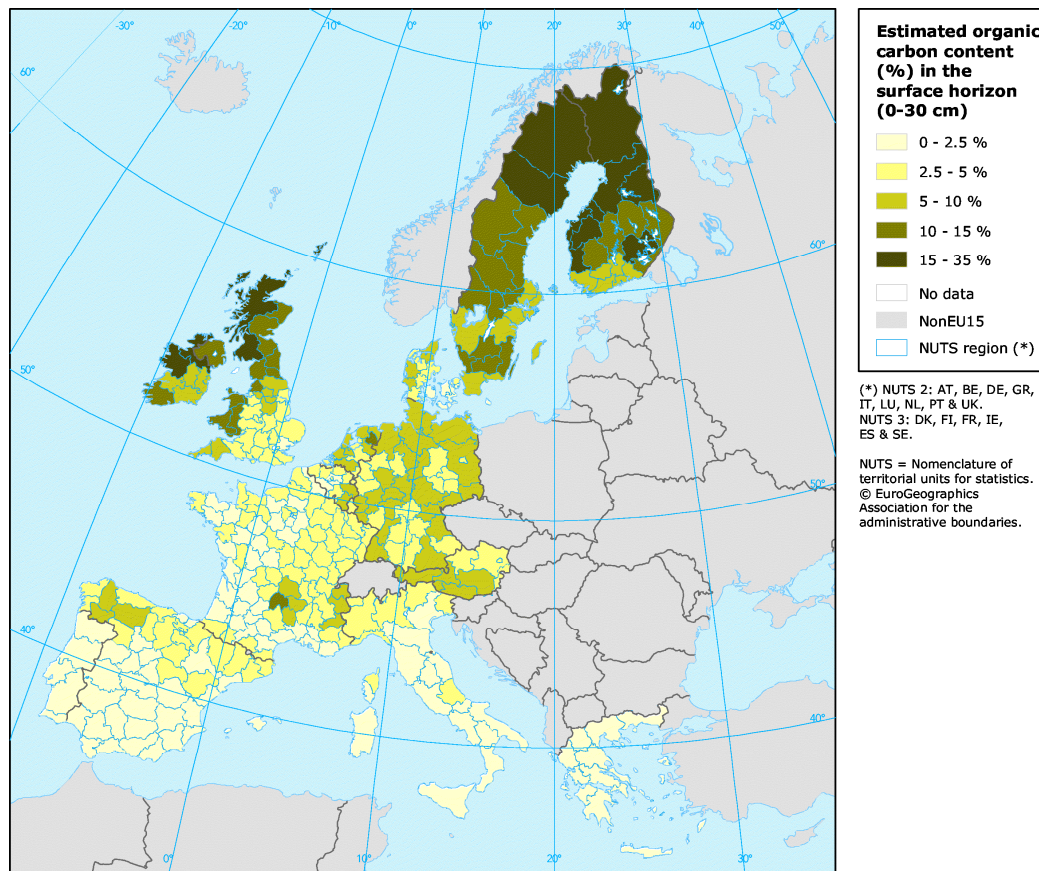 -30°
-20°
-10°
0°
10°
20°
30°
40°
50°
60°
60°
50°
50°
40°
40°
0°
10°
20°
30°
Estimated organic
carbon content
(%) in the
surface horizon
(0-30 cm)
0 - 2.5 %
2.5 - 5 %
5 - 10 %
10 - 15 %
15 - 35 %
No data
NonEU15
NUTS region (*)
(*) NUTS 2: AT, BE, DE, GR,
IT, LU, NL, PT & UK.
NUTS 3: DK, FI, FR, IE,
ES & SE.
NUTS = Nomenclature of
territorial units for statistics.
© EuroGeographics
Association for the
administrative boundaries.